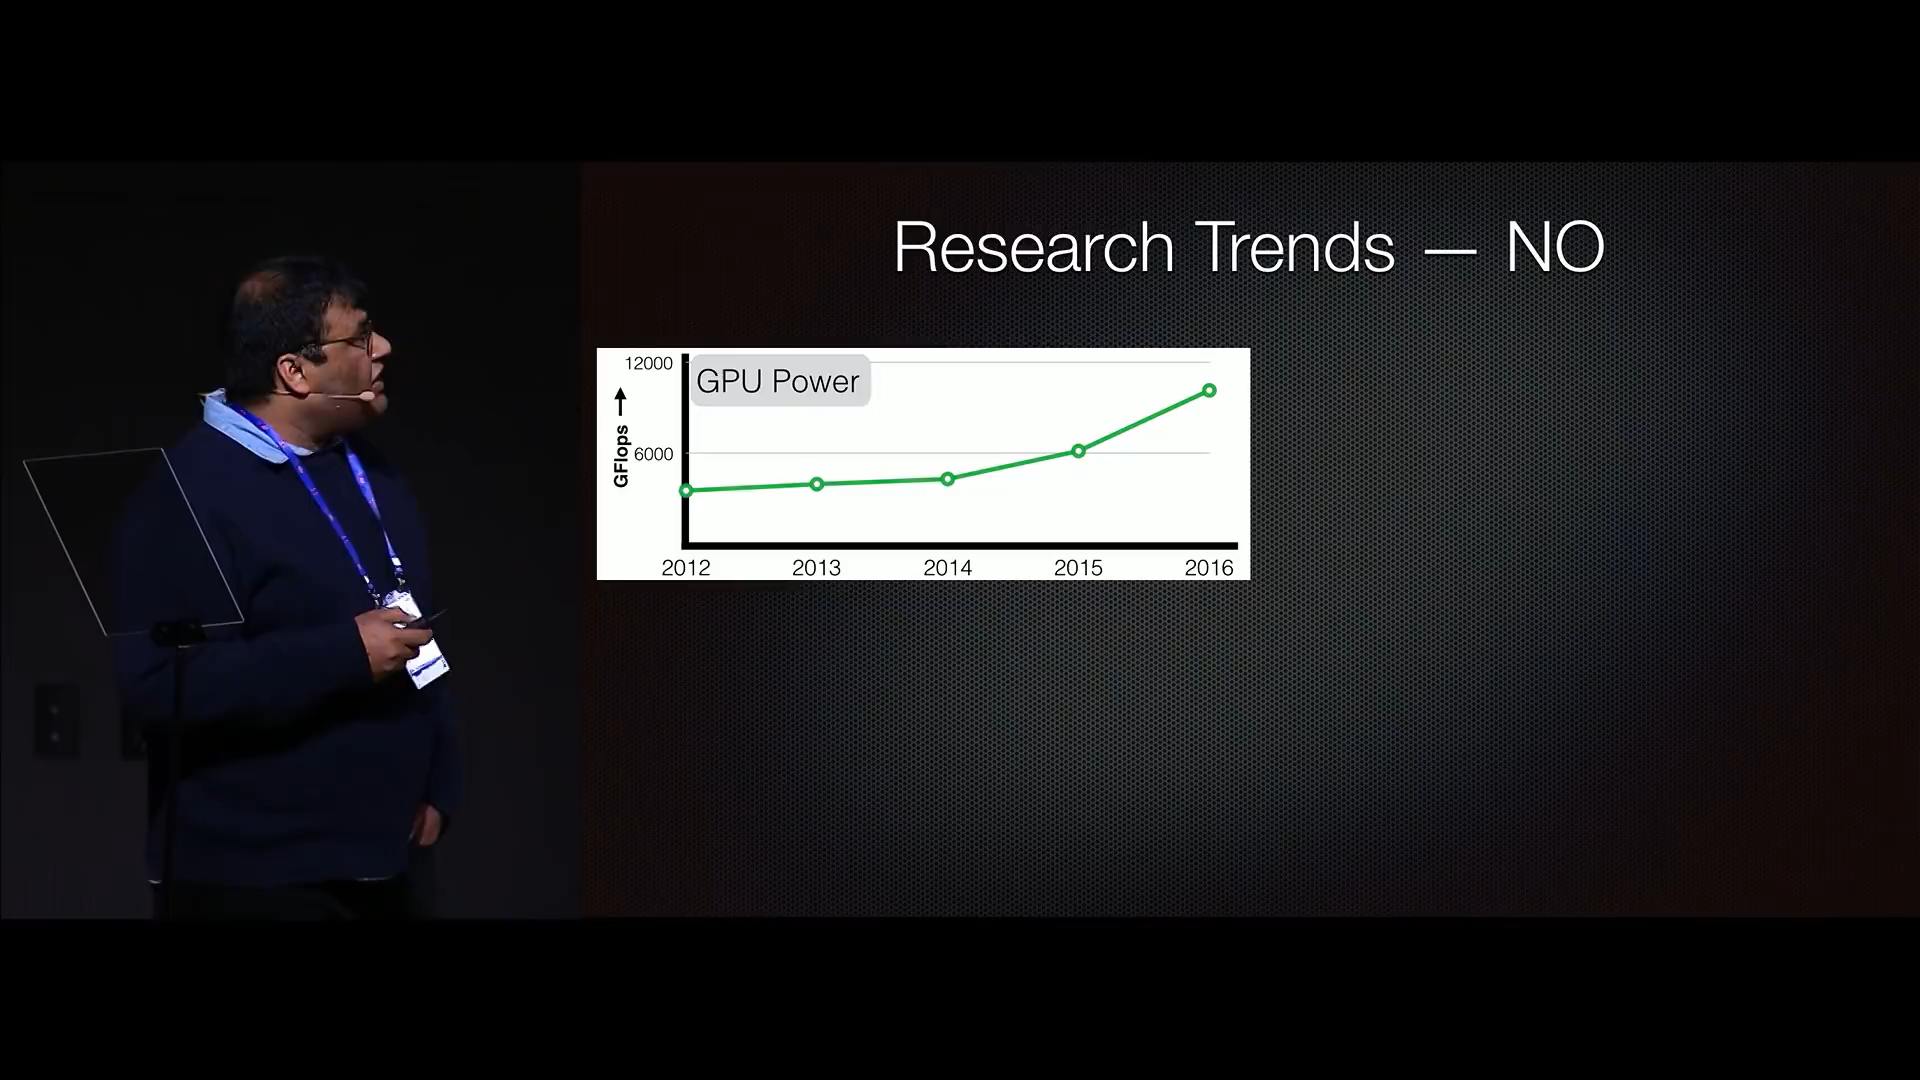 Research Trends — NO
12000
GPU Power
GFlops
6000
2012 2013 2014 2015 2016